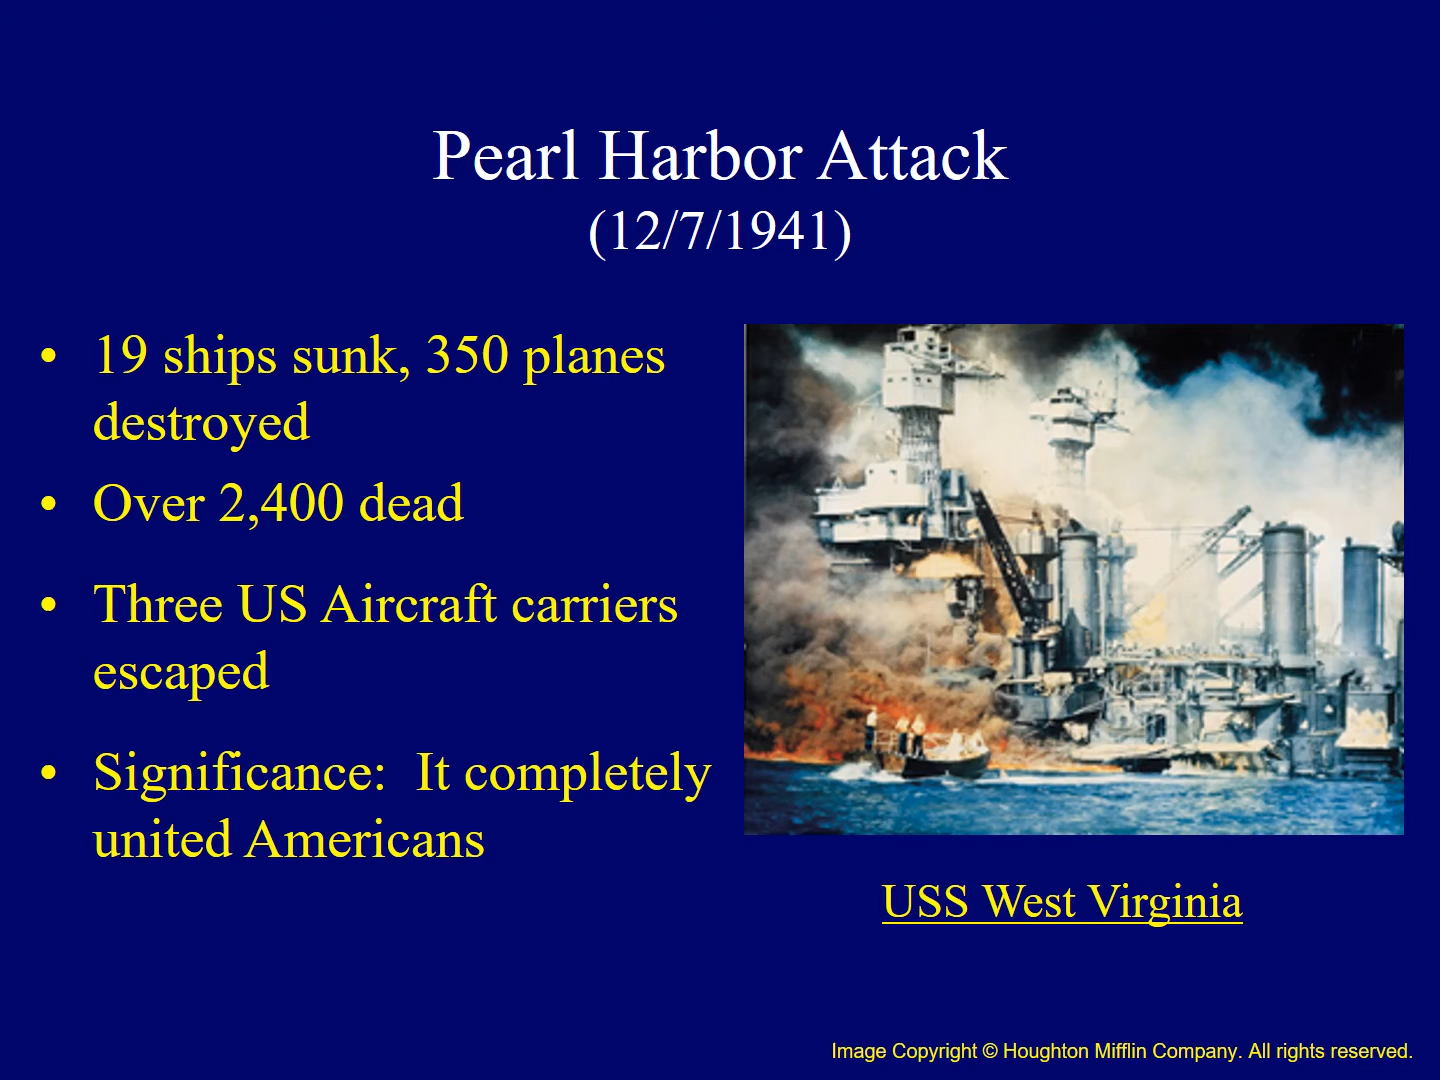 Pearl Harbor Attack
(12/7/1941)
• 19 ships sunk, 350 planes
destroyed
• Over 2,400 dead
• Three US Aircraft carriers
escaped
• Significance:  It completely
united Americans
USS West Virginia
Image Copyright © Houghton Mifflin Company. All rights reserved.